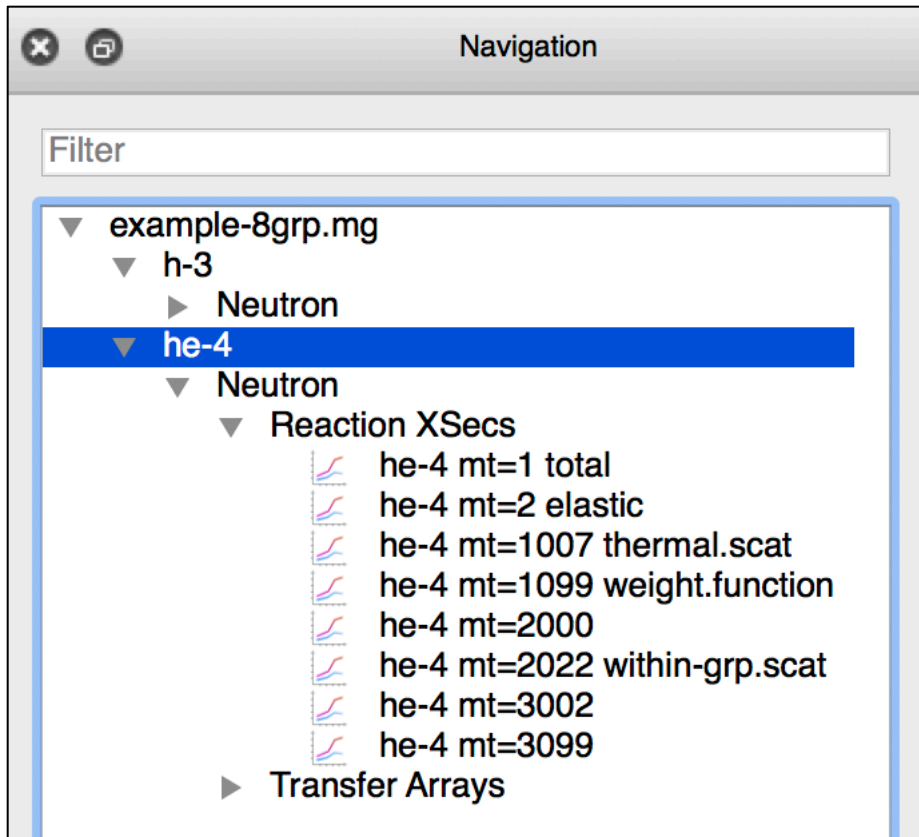 Navigation
Filter
example-8grp.mg
h-3
Neutron
he-4
Neutron
Reaction XSecs
he-4 mt=1 total
he-4 mt=2 elastic
he-4 mt=1007 thermal.scat
he-4 mt=1099 weight.function
he-4 mt=2000
he-4 mt=2022 within-grp.scat
he-4 mt=3002
he-4 mt=3099
Transfer Arrays